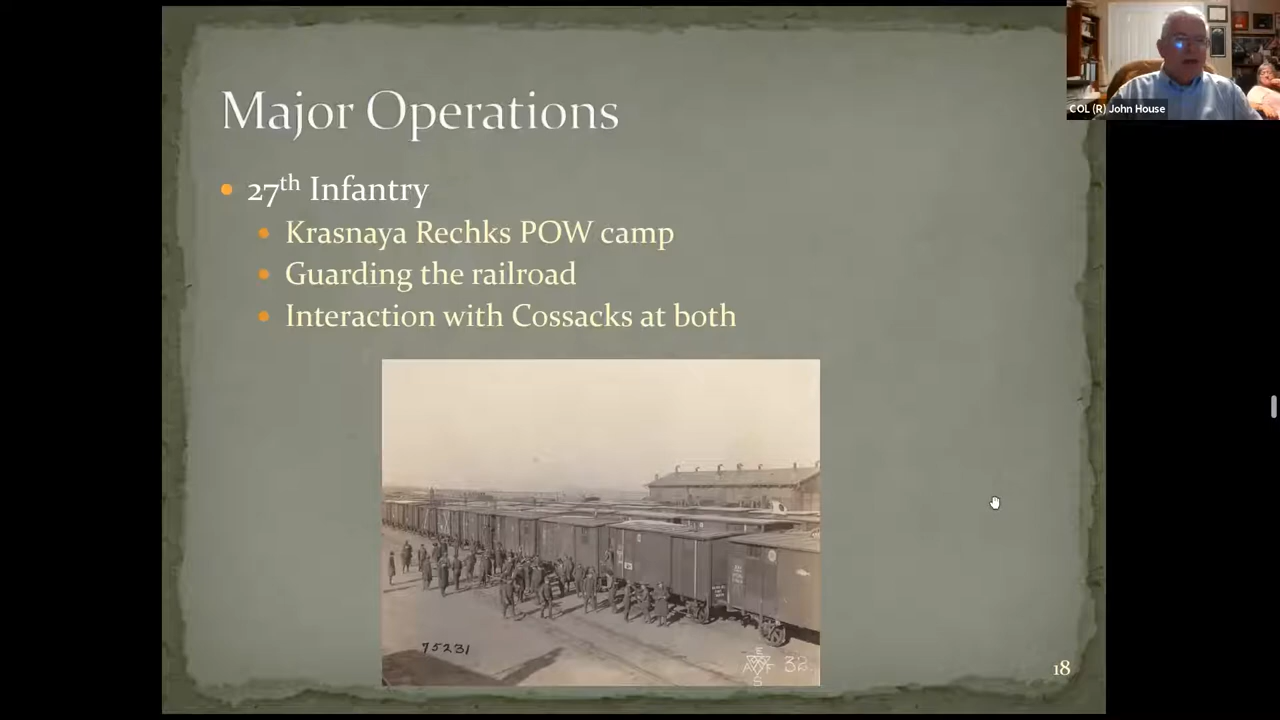 Major Operations
27th Infantry
Krasnaya Rechks POW camp
Guarding the railroad
Interaction with Cossacks at both
75231
32
18
COL (R) John House